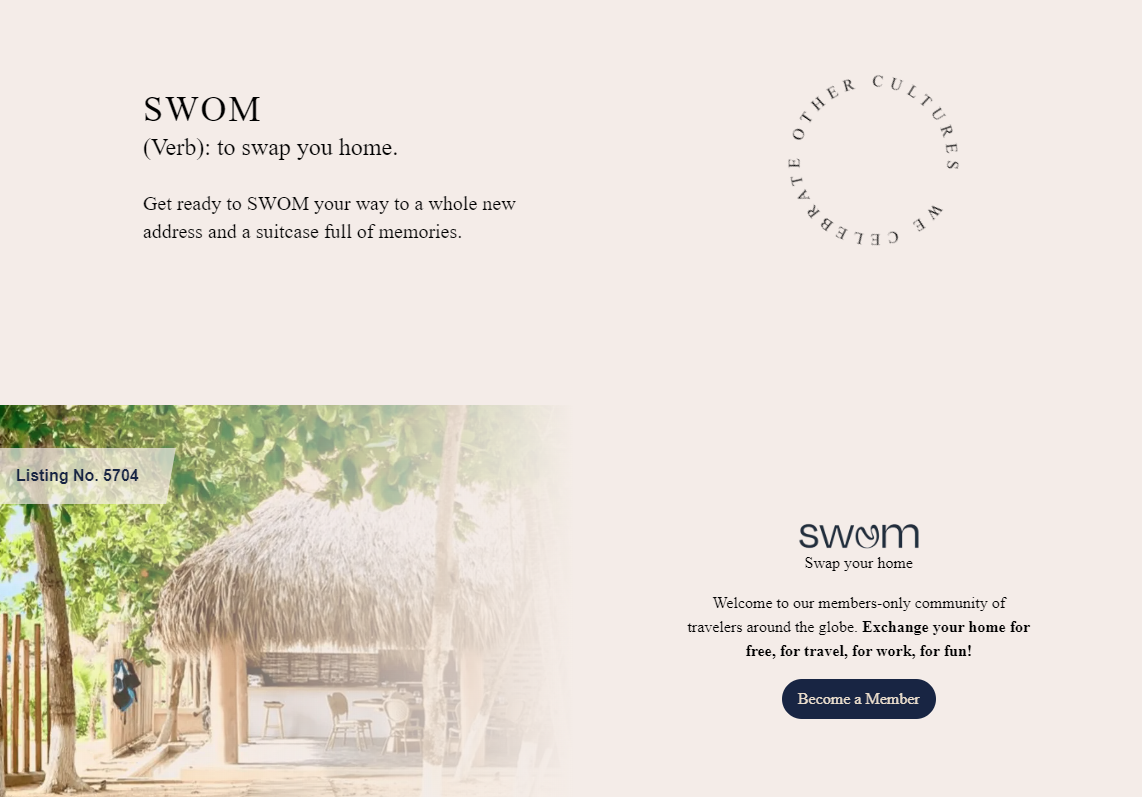 SWOM
(Verb): to swap you home.
Get ready to SWOM your way to a whole new
address and a suitcase full of memories.
WE CELEBRATE OTHER CULTURES
Listing No. 5704
swom
Swap your home
Welcome to our members-only community of
travelers around the globe. Exchange your home for
free, for travel, for work, for fun!
Become a Member